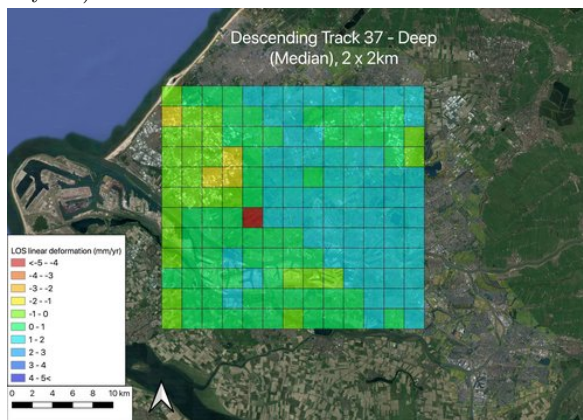 Descending Track 37 - Deep
(Median), 2 x 2km
LOS linear deformation (mm/yr)
<-5 - -4
-4 - -3
-3 - -2
-2 - -1
-1 - 0
0 - 1
1 - 2
2 - 3
3 - 4
4 - 5<
0 2 4 6 8 10 km